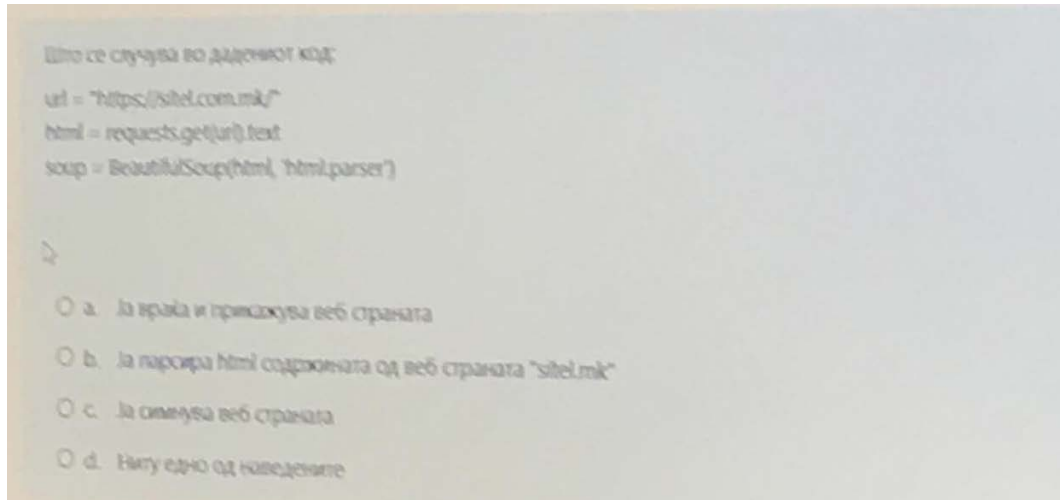 Што се случува во дадениот код:
url = "https://sitel.com.mk/"
html = requests.get(url).text
soup = BeautifulSoup(html, 'html.parser')
a. Ја враќа и прикажува веб страната
b. Ја парсира html содржината од веб страната "sitel.mk"
c. Ја симнува веб страната
d. Ниту едно од наведените